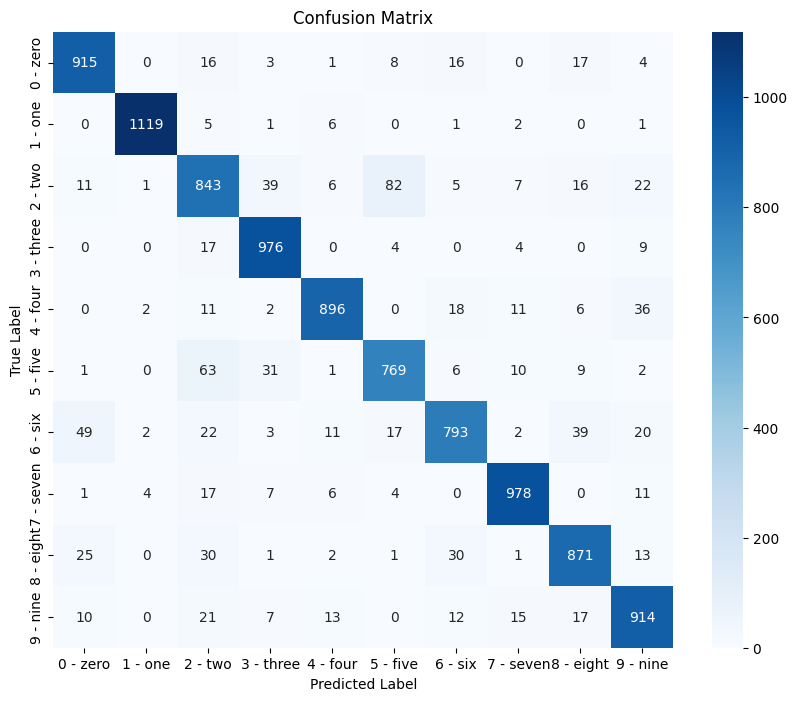 Confusion Matrix
0 - zero 915 0 16 3 1 8 16 0 17 4
1 - one 0 1119 5 1 6 0 1 2 0 1
2 - two 11 1 843 39 6 82 5 7 16 22
3 - three 0 0 17 976 0 4 0 4 0 9
4 - four 0 2 11 2 896 0 18 11 6 36
5 - five 1 0 63 31 1 769 6 10 9 2
6 - six 49 2 22 3 11 17 793 2 39 20
7 - seven 1 4 17 7 6 4 0 978 0 11
8 - eight 25 0 30 1 2 1 30 1 871 13
9 - nine 10 0 21 7 13 0 12 15 17 914
0 - zero 1 - one 2 - two 3 - three 4 - four 5 - five 6 - six 7 - seven 8 - eight 9 - nine
Predicted Label
True Label
1000
800
600
400
200
0